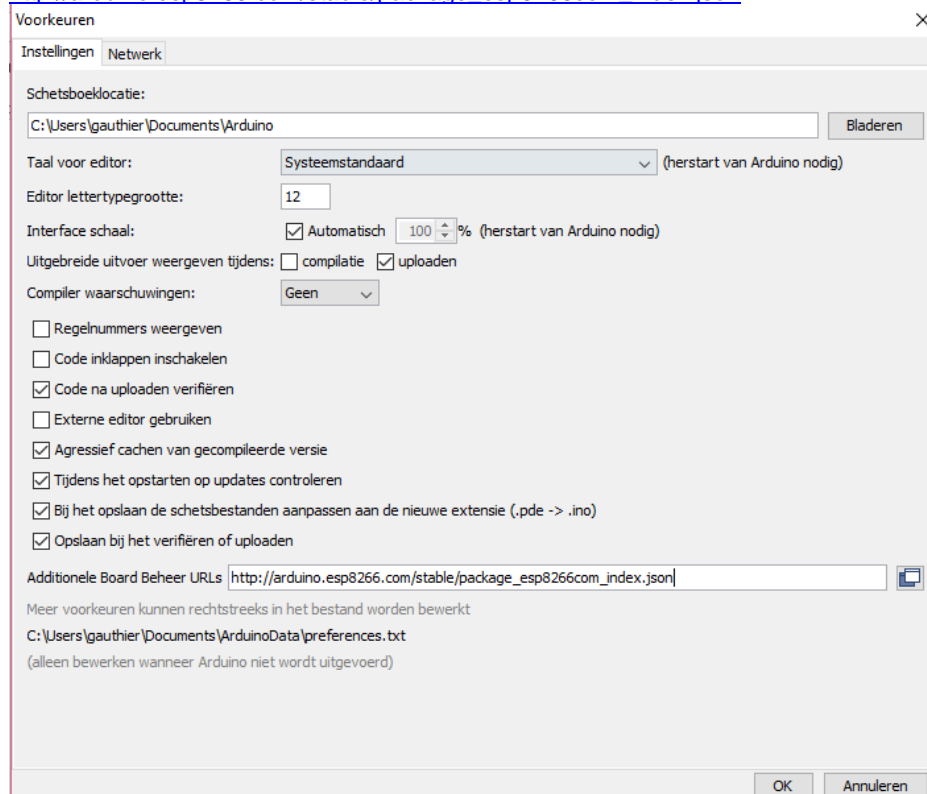 Voorkeuren
Instellingen Netwerk
Schetsboeklocatie:
C:\Users\gauthier\Documents\Arduino Bladeren
Taal voor editor: Systeemstandaard (herstart van Arduino nodig)
Editor lettertypegrootte: 12
Interface schaal: Automatisch 100 % (herstart van Arduino nodig)
Uitgebreide uitvoer weergeven tijdens: compilatie uploaden
Compiler waarschuwingen: Geen
Regelnummers weergeven
Code inklappen inschakelen
Code na uploaden verifiëren
Externe editor gebruiken
Agressief cachen van gecompileerde versie
Tijdens het opstarten op updates controleren
Bij het opslaan de schetsbestanden aanpassen aan de nieuwe extensie (.pde -> .ino)
Opslaan bij het verifiëren of uploaden
Additionele Board Beheer URLs http://arduino.esp8266.com/stable/package_esp8266com_index.json
Meer voorkeuren kunnen rechtstreeks in het bestand worden bewerkt
C:\Users\gauthier\Documents\ArduinoData\preferences.txt
(alleen bewerken wanneer Arduino niet wordt uitgevoerd)
OK Annuleren